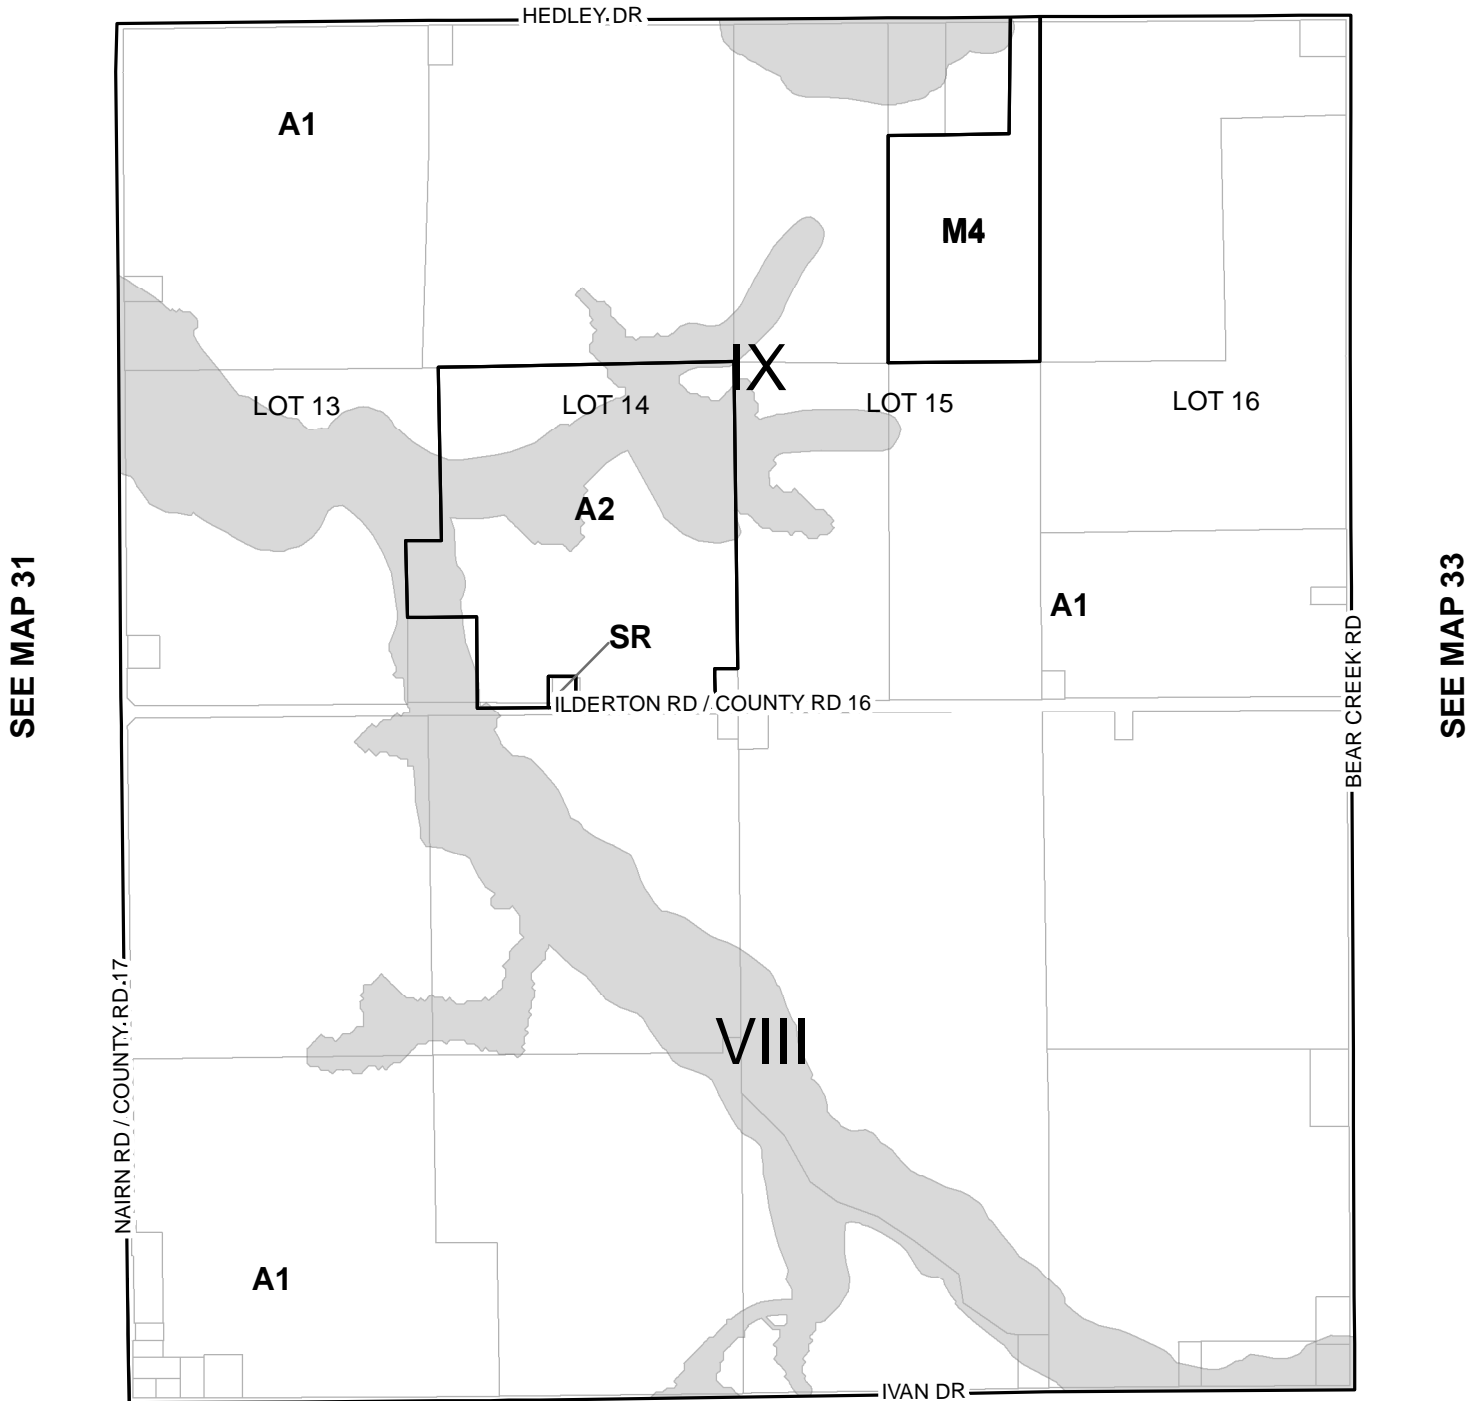 HEDLEY DR
A1
M4
IX
LOT 13
LOT 14
LOT 15
LOT 16
A2
SEE MAP 31
SEE MAP 33
A1
SR
BEAR CREEK RD
ILDERTON RD / COUNTY RD 16
NAIRN RD / COUNTY RD 17
VIII
A1
IVAN DR